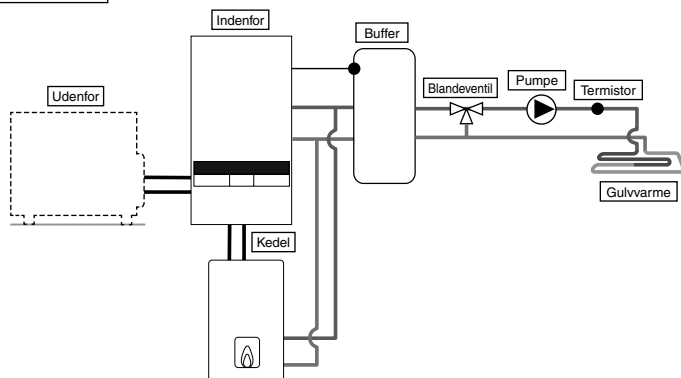 Indenfor
Buffer
Blandeventil
Pumpe
Termistor
Udenfor
Gulvvarme
Kedel